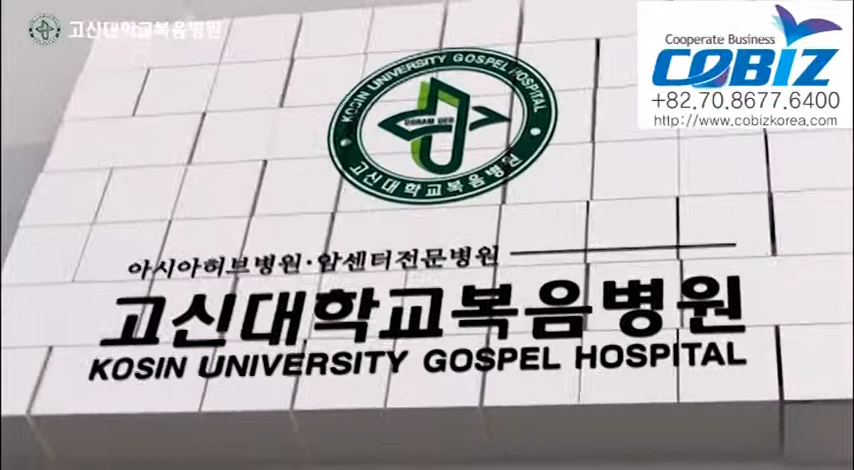 고신대학교복음병원
Cooperate Business
COBIZ
+82.70.8677.6400
http://www.cobizkorea.com
KOSIN UNIVERSITY GOSPEL HOSPITAL
고신대학교복음병원
아시아허브병원·암센터전문병원
고신대학교복음병원
KOSIN UNIVERSITY GOSPEL HOSPITAL